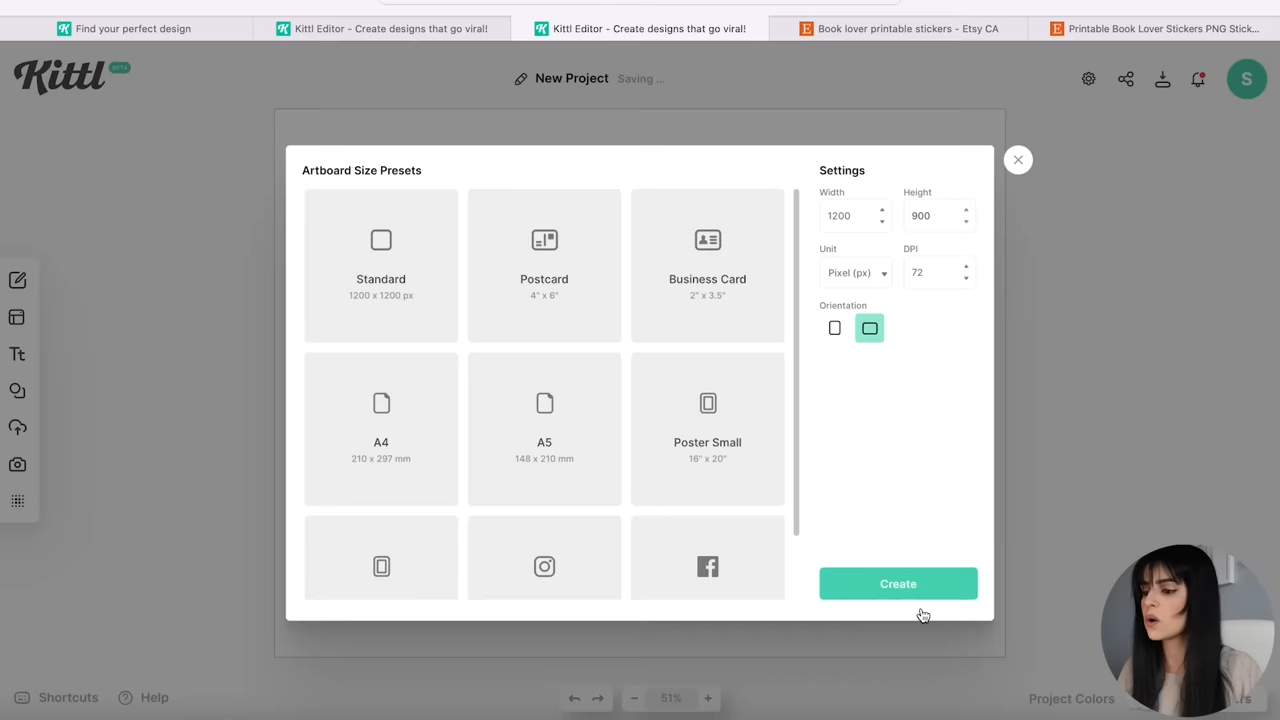 Find your perfect design
Kittl Editor - Create designs that go viral!
Kittl Editor - Create designs that go viral!
Book lover printable stickers - Etsy CA
Printable Book Lover Stickers PNG Stick...
Kittl BETA
New Project Saving ...
S
Artboard Size Presets
Standard
1200 x 1200 px
Postcard
4" x 6"
Business Card
2" x 3.5"
A4
210 x 297 mm
A5
148 x 210 mm
Poster Small
16" x 20"
Settings
Width
Height
1200
900
Unit
DPI
Pixel (px)
72
Orientation
Create
Tt
Shortcuts
Help
51%
Project Colors